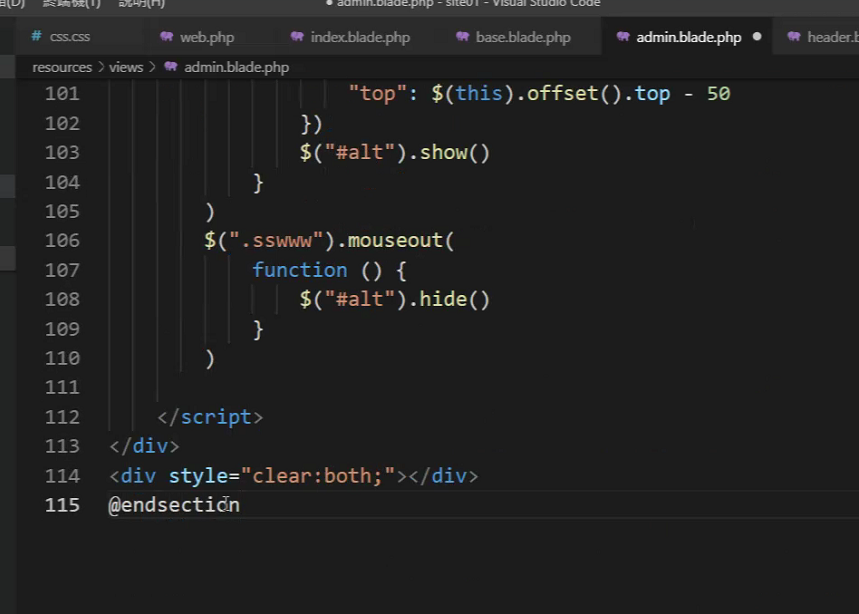 終端機(T) 說明(H) ● admin.blade.php - site01 - Visual Studio Code
# css.css web.php index.blade.php base.blade.php admin.blade.php ● header.b
resources > views > admin.blade.php
101 "top": $(this).offset().top - 50
102 })
103 $("#alt").show()
104 }
105 )
106 $(".sswww").mouseout(
107 function () {
108 $("#alt").hide()
109 }
110 )
111
112 </script>
113 </div>
114 <div style="clear:both;"></div>
115 @endsection